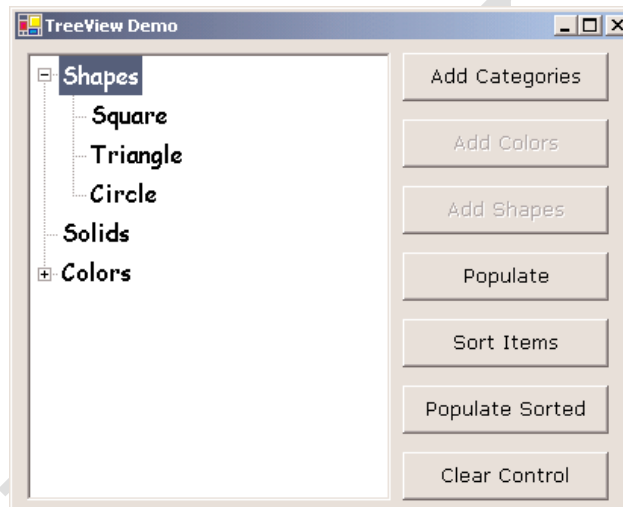 TreeView Demo
Shapes
Square
Triangle
Circle
Solids
Colors
Add Categories
Add Colors
Add Shapes
Populate
Sort Items
Populate Sorted
Clear Control